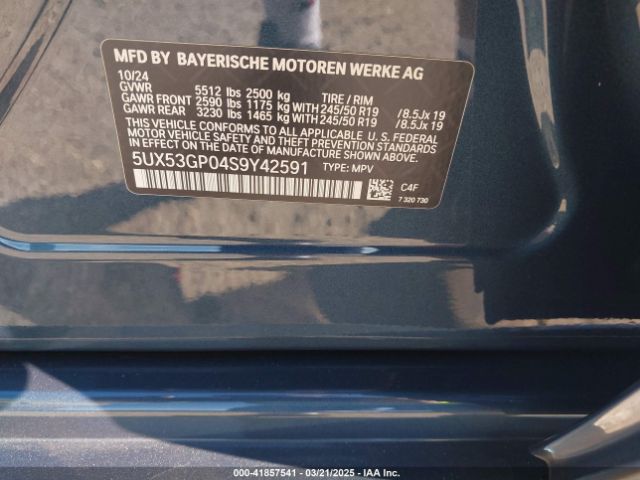 MFD BY BAYERISCHE MOTOREN WERKE AG
10/24
GVWR 5512 lbs 2500 kg TIRE / RIM
GAWR FRONT 2590 lbs 1175 kg WITH 245/50 R19 /8.5Jx 19
GAWR REAR 3230 lbs 1465 kg WITH 245/50 R19 /8.5Jx 19
THIS VEHICLE CONFORMS TO ALL APPLICABLE U. S. FEDERAL
MOTOR VEHICLE SAFETY AND THEFT PREVENTION STANDARDS
IN EFFECT ON THE DATE OF MANUFACTURE SHOWN ABOVE.
5UX53GP04S9Y42591 TYPE: MPV
C4F
7 320 730
000-41857541 | 03/21/2025 | IAA Inc.